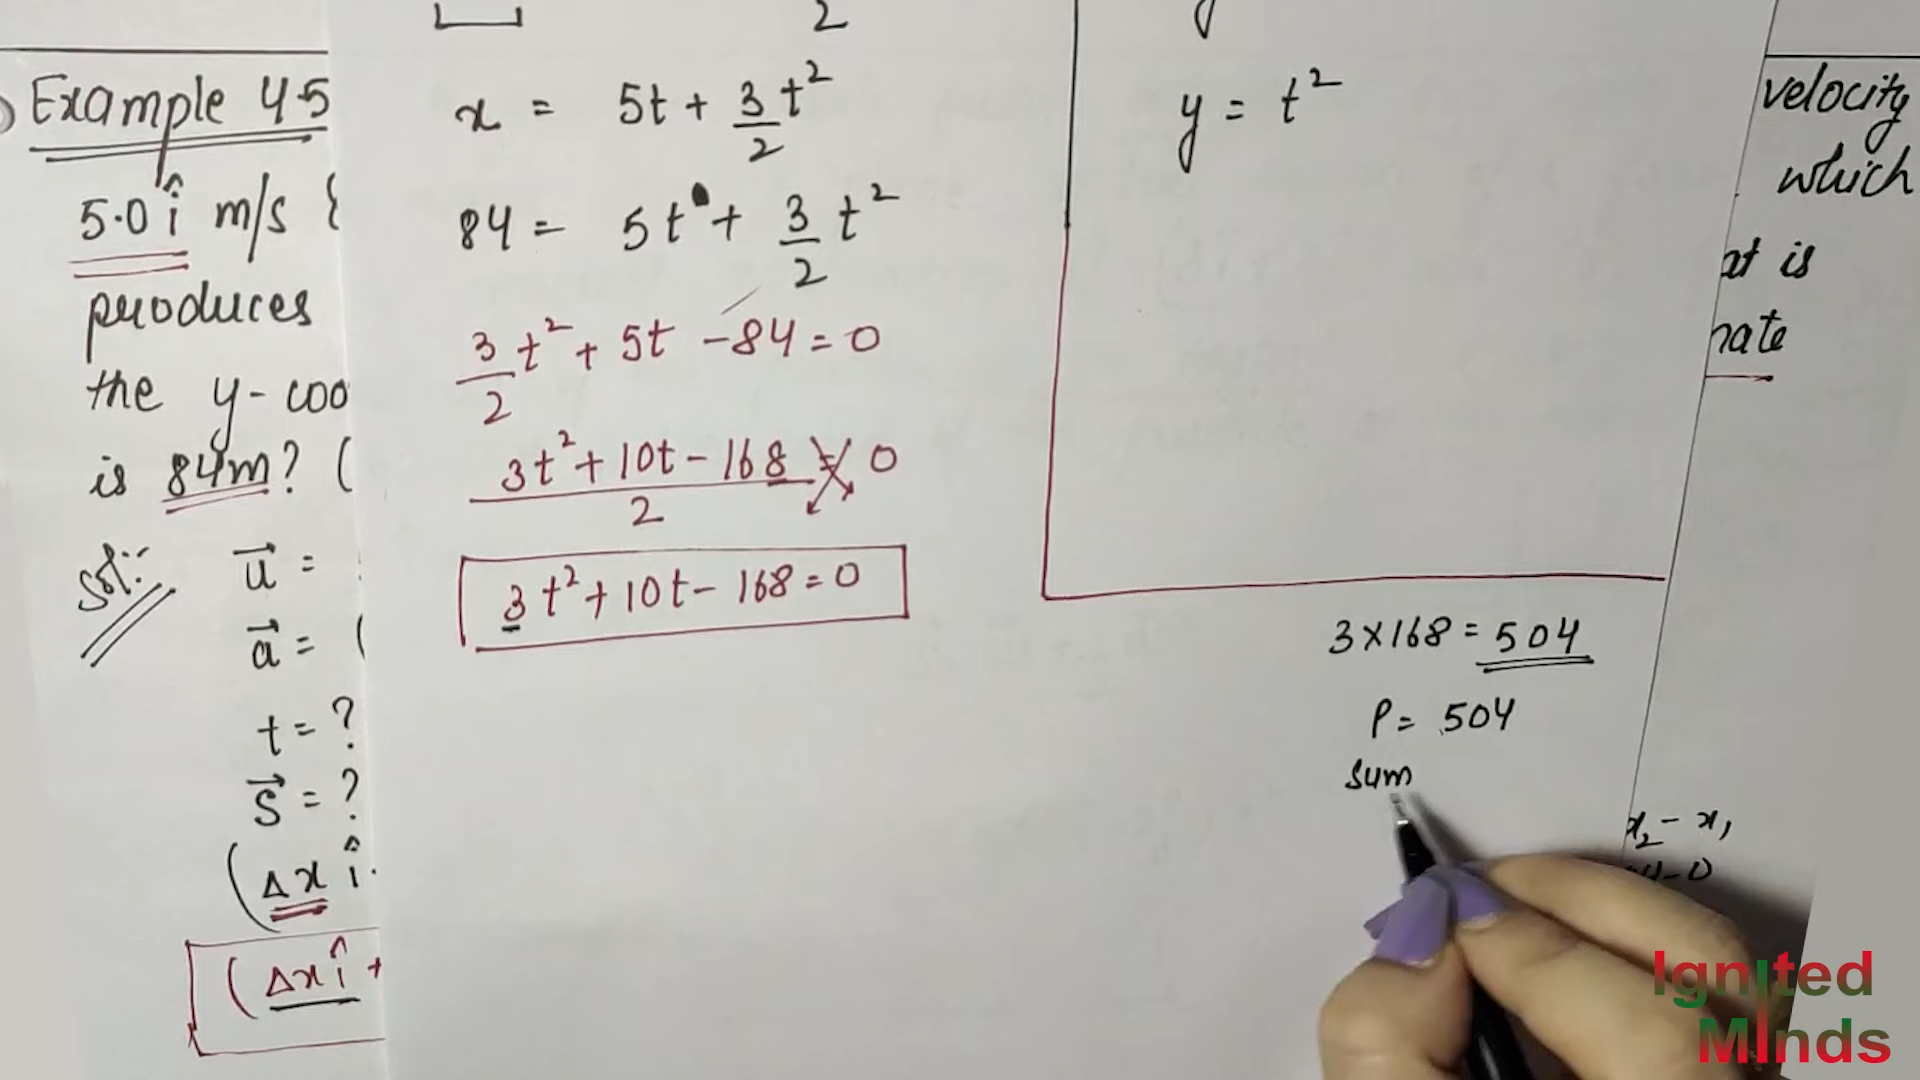 Example 4.5
5.0 î m/s {
produces
the y-coo
is 84m? (
Sol:-
u⃗ =
a⃗ = (
t = ?
S⃗ = ?
(Δx î
(Δx î +
2
x = 5t + 3/2 t²
84 = 5t + 3/2 t²
3/2 t² + 5t - 84 = 0
3t² + 10t - 168 / 2 = 0
3t² + 10t - 168 = 0
y = t²
3 × 168 = 504
P = 504
Sum
velocity
which
at is
nate
x₂ - x₁
- 0
Ignited
Minds